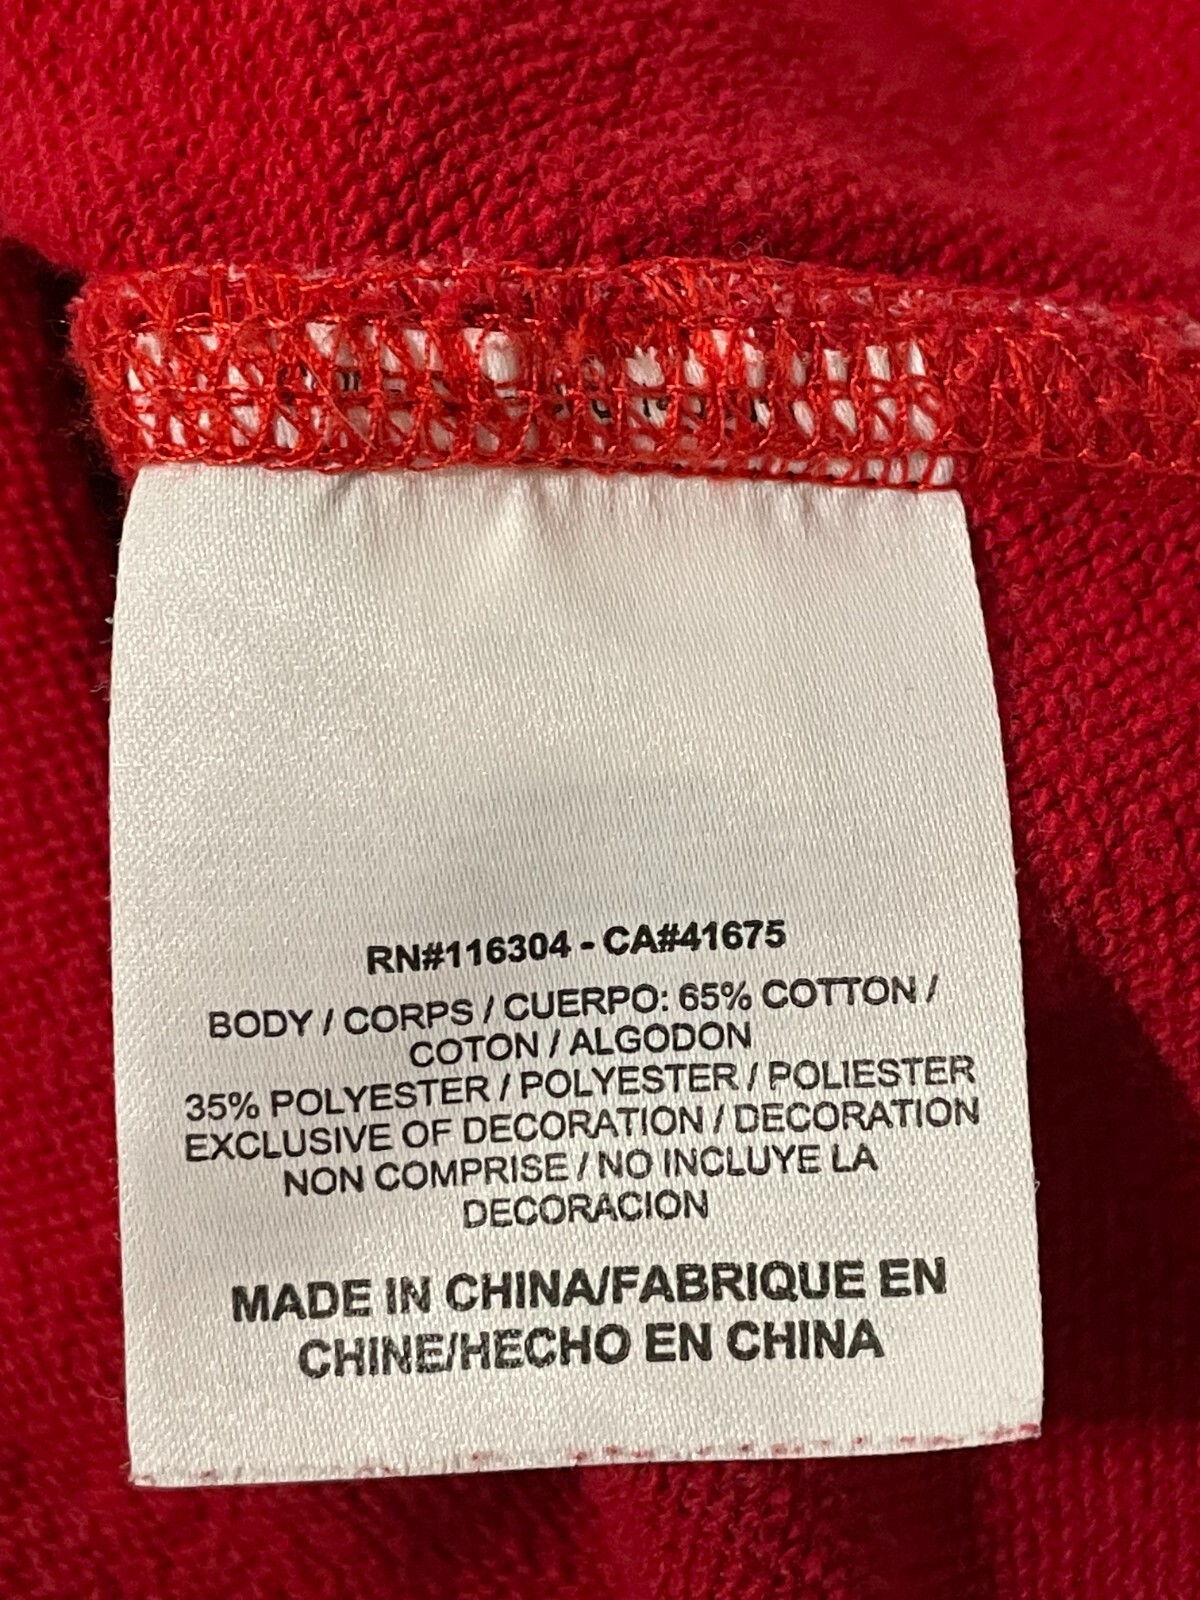 RN#116304 - CA#41675
BODY / CORPS / CUERPO: 65% COTTON /
COTON / ALGODON
35% POLYESTER / POLYESTER / POLIESTER
EXCLUSIVE OF DECORATION / DECORATION
NON COMPRISE / NO INCLUYE LA
DECORACION
MADE IN CHINA/FABRIQUE EN
CHINE/HECHO EN CHINA